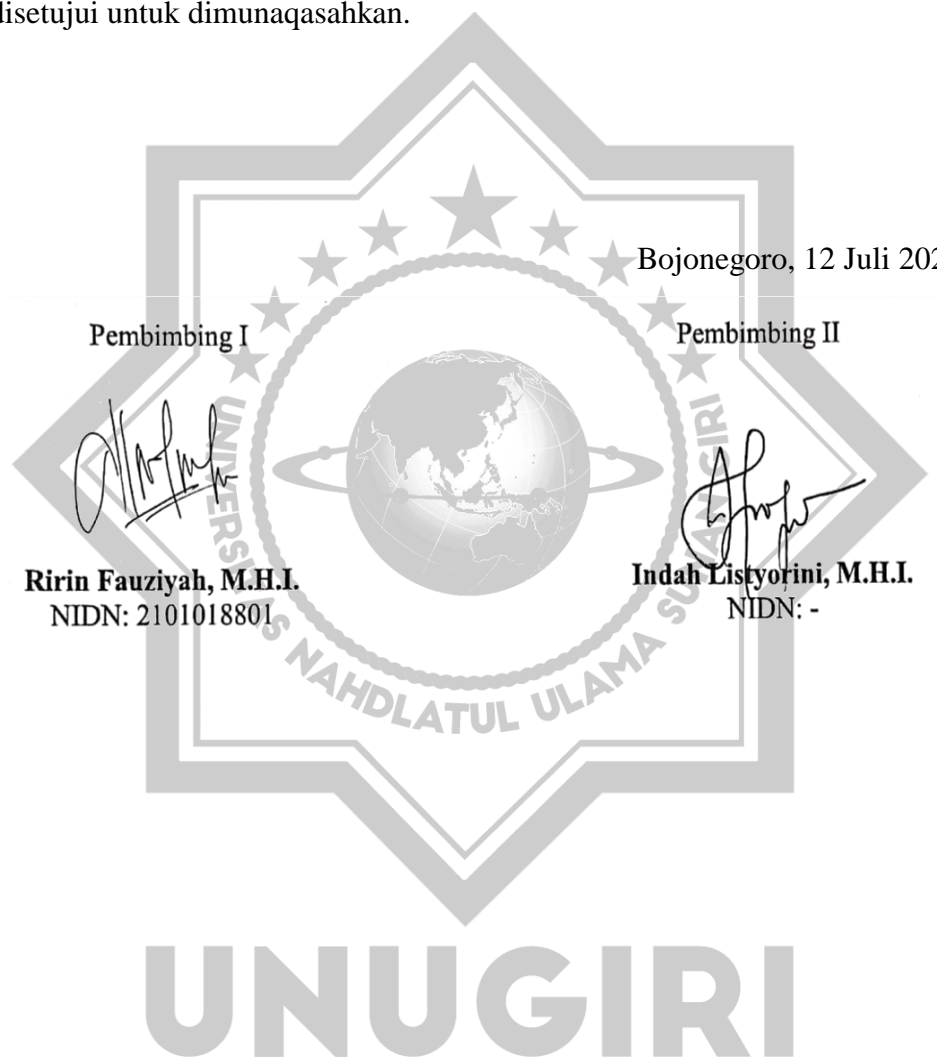 disetujui untuk dimunaqasahkan.
Bojonegoro, 12 Juli 202
Pembimbing I
Pembimbing II
Ririn Fauziyah, M.H.I.
NIDN: 2101018801
Indah Listyorini, M.H.I.
NIDN: -
UNIVERSITAS NAHDLATUL ULAMA SUNAN GIRI
UNUGIRI